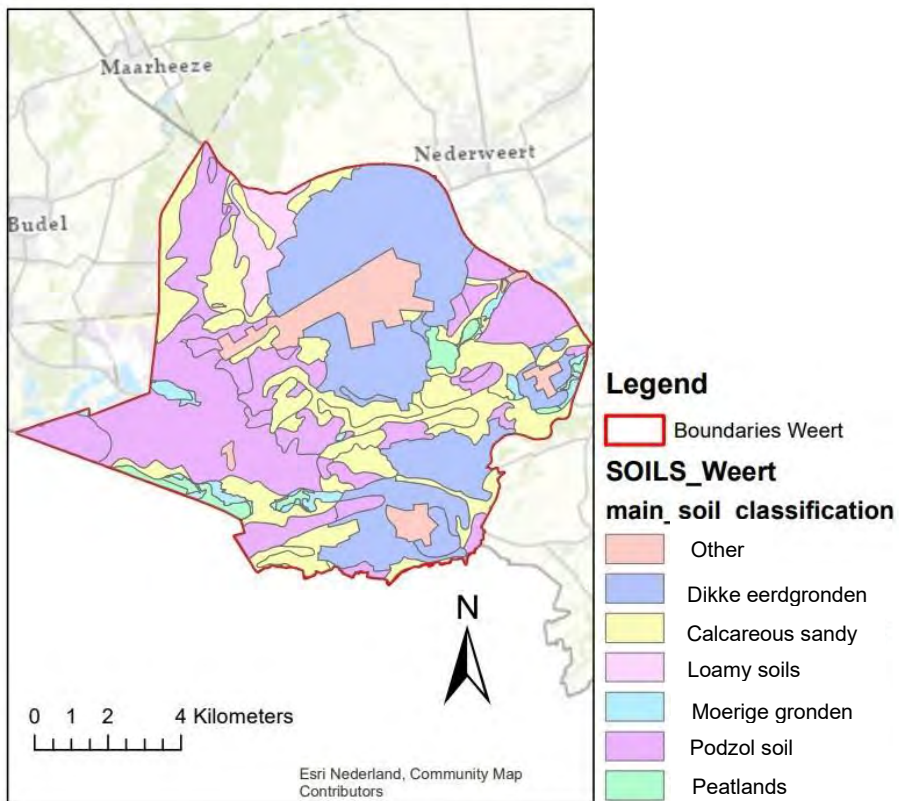 Maarheeze
Nederweert
Budel
Legend
Boundaries Weert
SOILS_Weert
main_ soil classification
Other
Dikke eerdgronden
Calcareous sandy
Loamy soils
Moerige gronden
Podzol soil
Peatlands
N
0 1 2 4 Kilometers
Esri Nederland, Community Map
Contributors